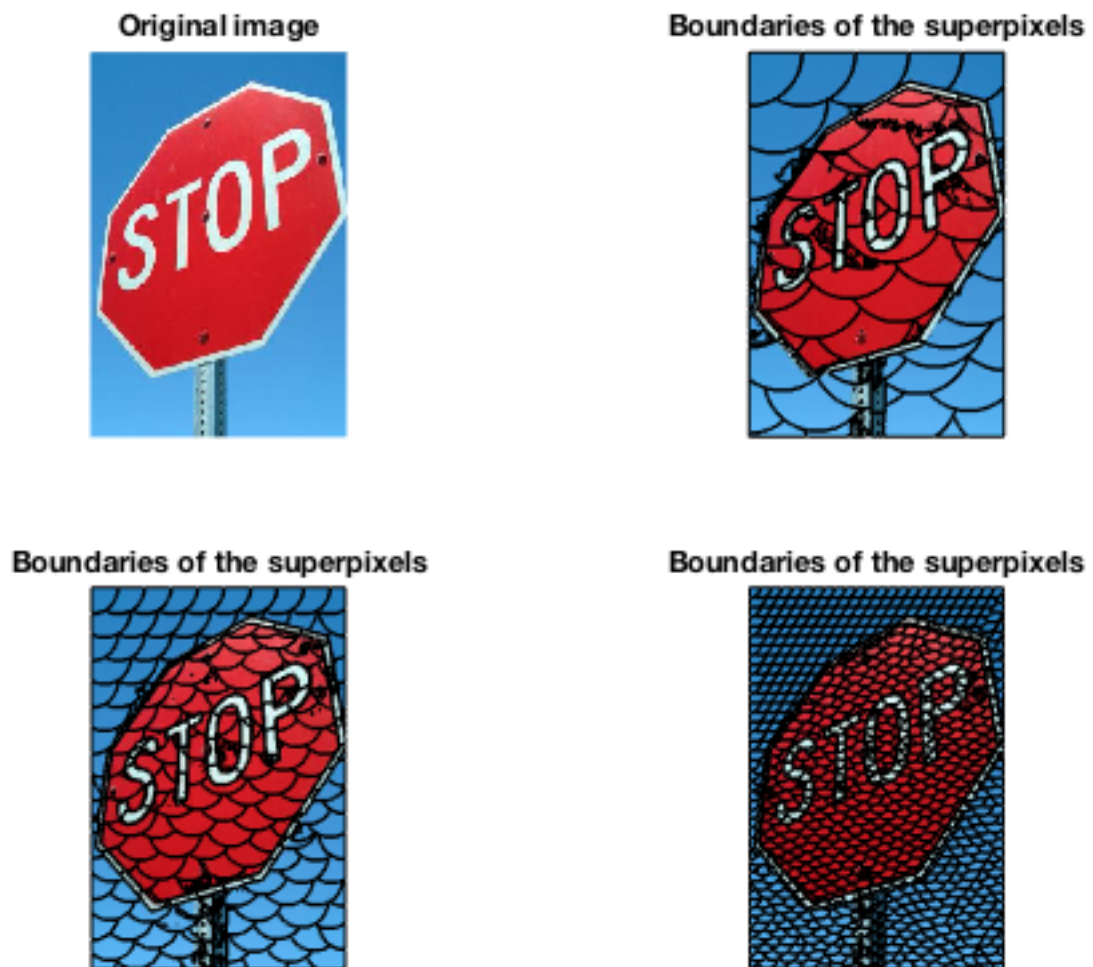 Original image
Boundaries of the superpixels
STOP
STOP
Boundaries of the superpixels
Boundaries of the superpixels
STOP
STOP